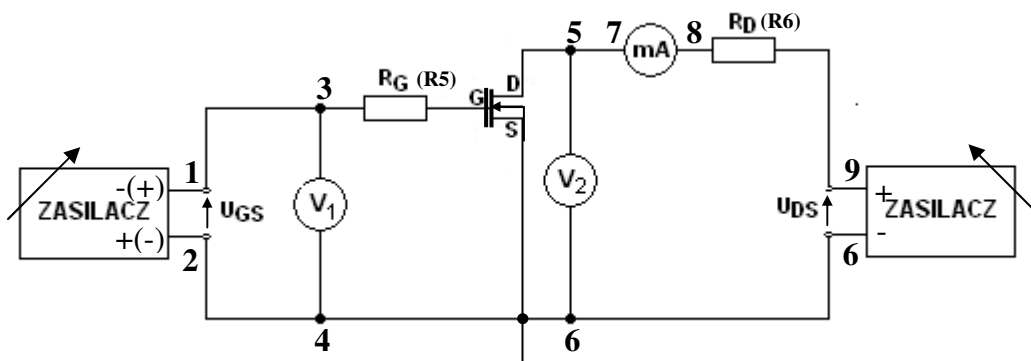 5 7 8 R_D (R6)
mA
3 R_G (R5) G D
S
1 9
-(+) V_2 +
ZASILACZ U_GS V_1 U_DS ZASILACZ
+(-) -
2 6
4 6